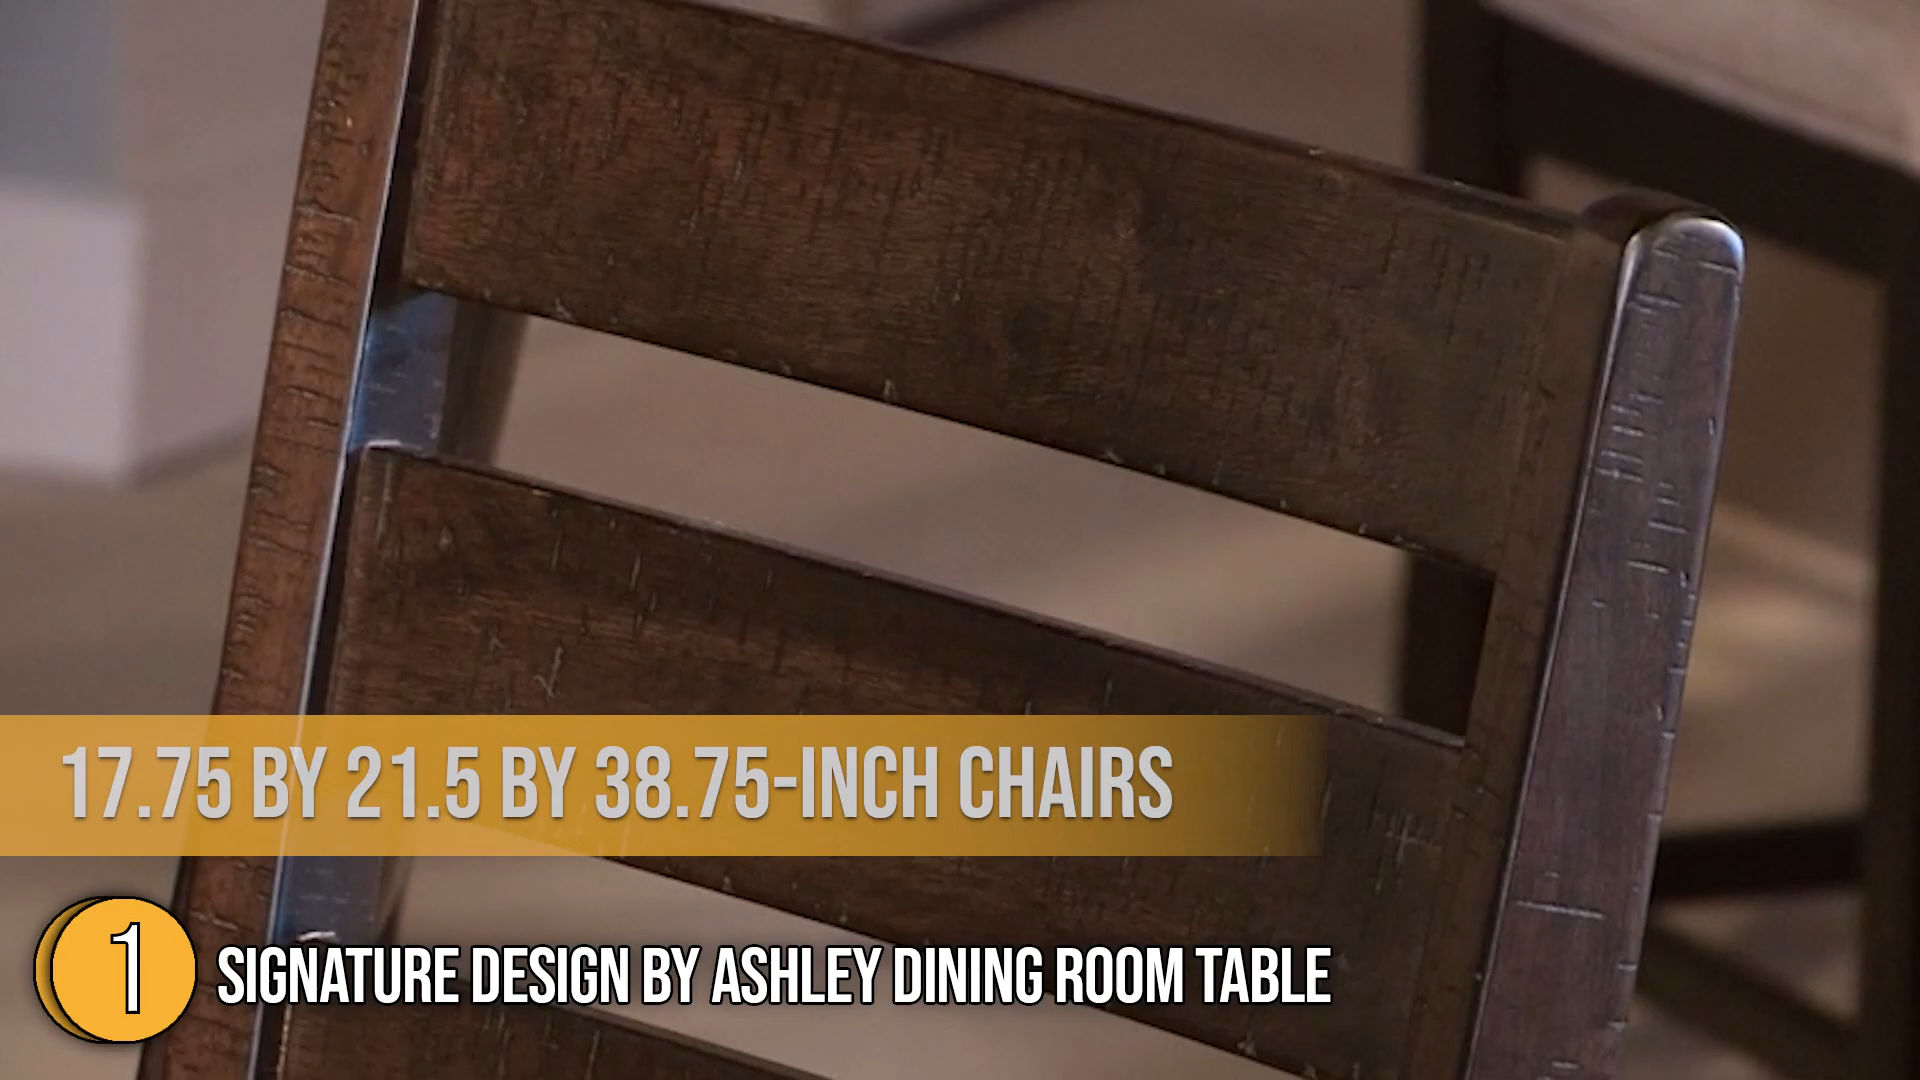 17.75 BY 21.5 BY 38.75-INCH CHAIRS
1
SIGNATURE DESIGN BY ASHLEY DINING ROOM TABLE